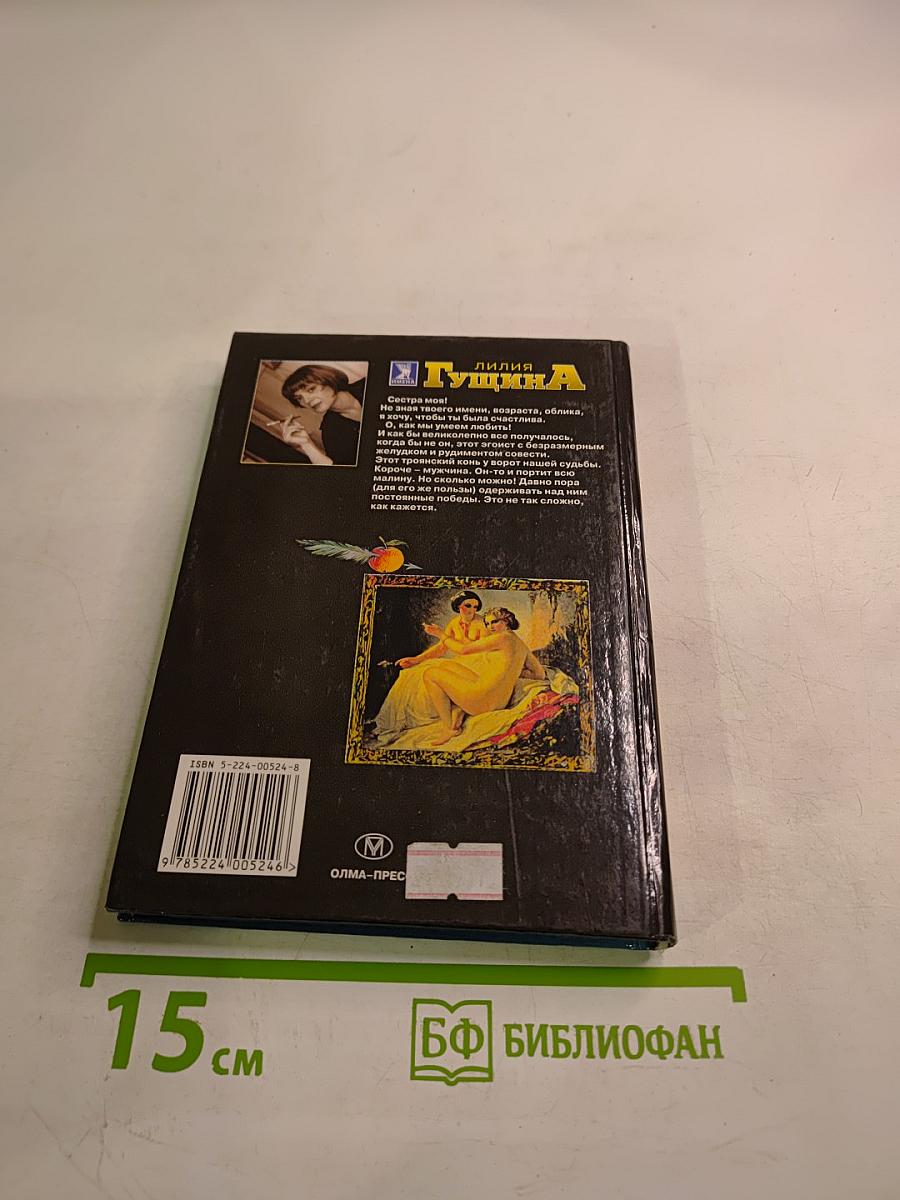 ИМЕНА
ЛИЛИЯ
ГУЩИНА
Сестра моя!
Не зная твоего имени, возраста, облика,
я хочу, чтобы ты была счастлива.
О, как мы умеем любить!
И как бы великолепно все получалось,
когда бы не он, этот эгоист с безразмерным
желудком и рудиментом совести.
Этот троянский конь у ворот нашей судьбы.
Короче – мужчина. Он-то и портит всю
малину. Но сколько можно! Давно пора
(для его же пользы) одерживать над ним
постоянные победы. Это не так сложно,
как кажется.
ISBN 5-224-00524-8
9 785224 005246 >
ОЛМА-ПРЕС
15 см
БФ БИБЛИОФАН